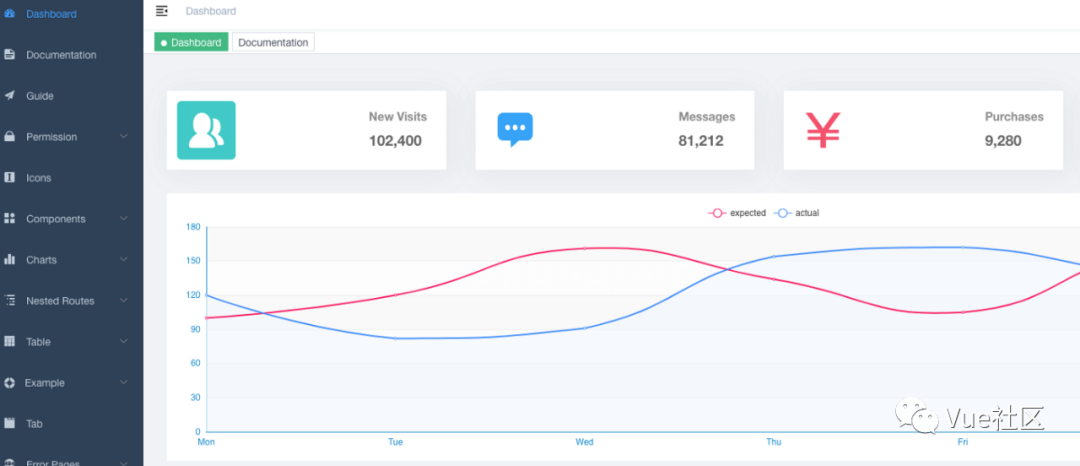 Dashboard
Documentation
Guide
Permission
Icons
Components
Charts
Nested Routes
Table
Example
Tab
Error Pages
Dashboard
Dashboard
Documentation
New Visits
102,400
Messages
81,212
¥
Purchases
9,280
expected
actual
180
150
120
90
60
30
0
Mon
Tue
Wed
Thu
Fri
Vue社区